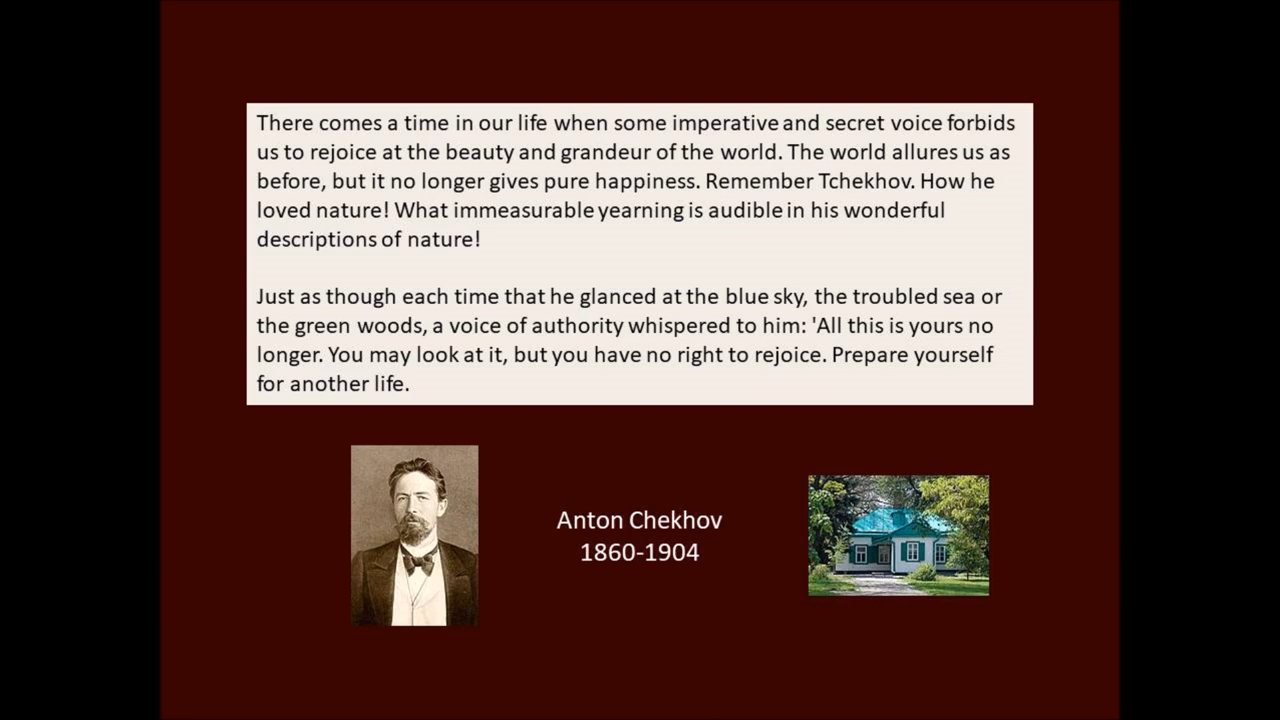 There comes a time in our life when some imperative and secret voice forbids
us to rejoice at the beauty and grandeur of the world. The world allures us as
before, but it no longer gives pure happiness. Remember Tchekhov. How he
loved nature! What immeasurable yearning is audible in his wonderful
descriptions of nature!
Just as though each time that he glanced at the blue sky, the troubled sea or
the green woods, a voice of authority whispered to him: 'All this is yours no
longer. You may look at it, but you have no right to rejoice. Prepare yourself
for another life.
Anton Chekhov
1860-1904